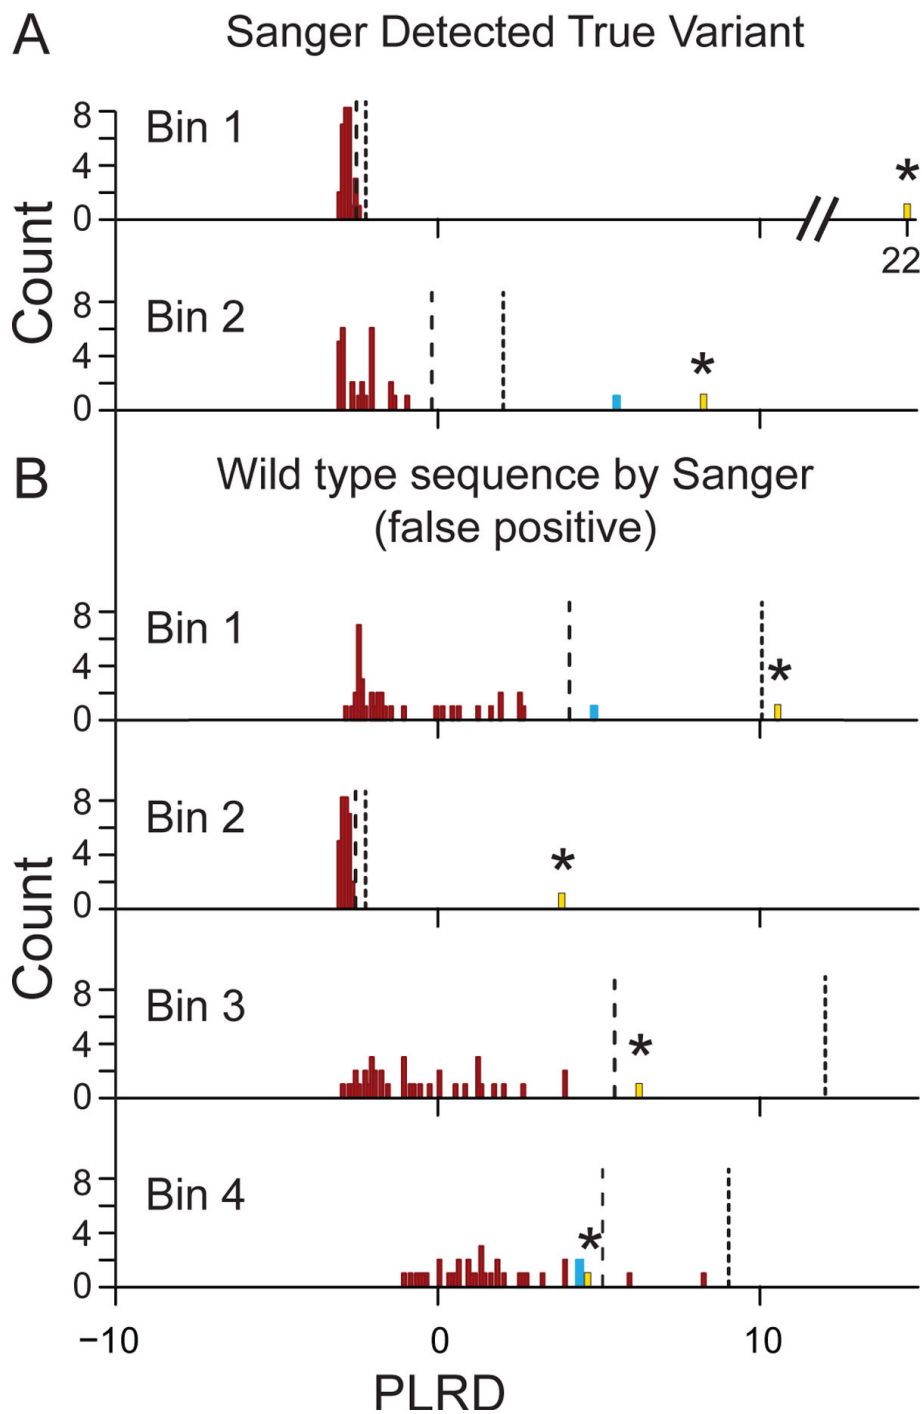 A Sanger Detected True Variant
8
4
0
Bin 1
*
22
8
4
0
Bin 2
*
Count
B Wild type sequence by Sanger
(false positive)
8
4
0
Bin 1
*
8
4
0
Bin 2
*
Count
8
4
0
Bin 3
*
8
4
0
Bin 4
*
−10 0 10
PLRD